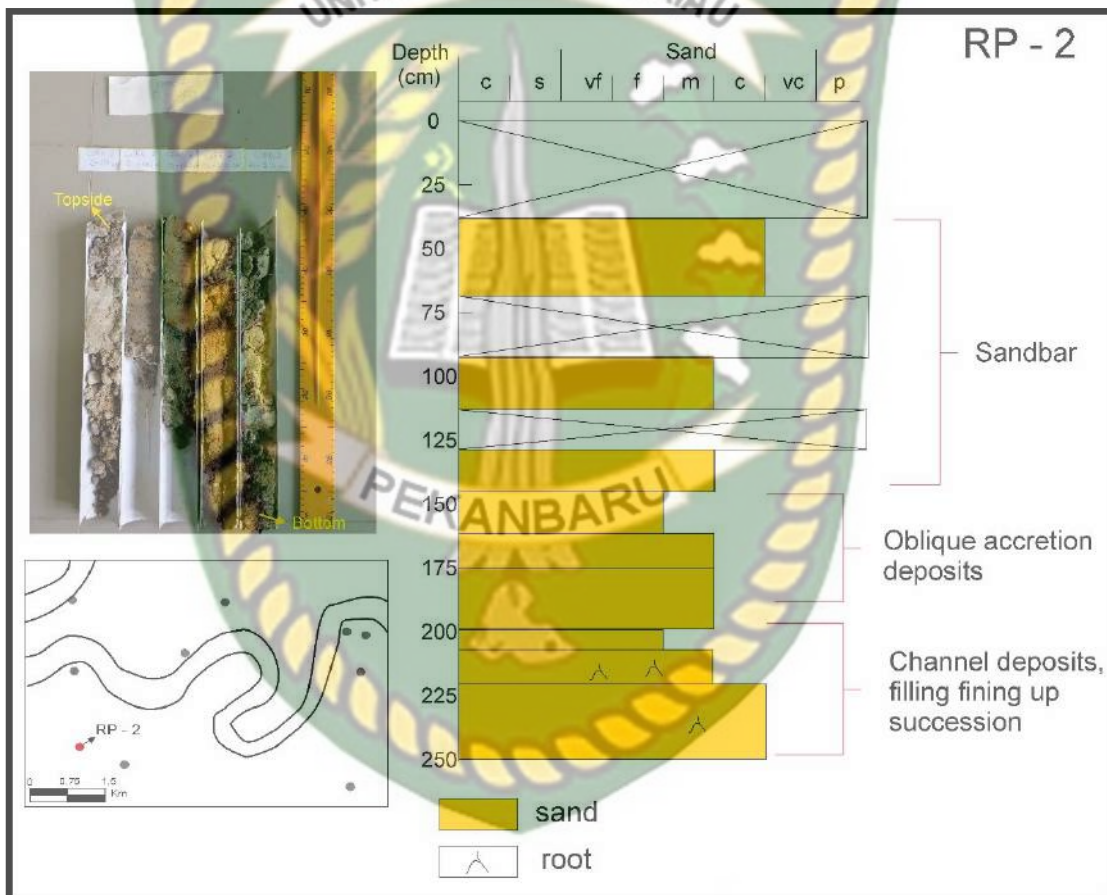 RP - 2
Depth
(cm)
Sand
c s vf f m c vc p
0
25
50
75
100
125
150
175
200
225
250
Topside
Bottom
PEKANBARU
Sandbar
Oblique accretion
deposits
Channel deposits,
filling fining up
succession
RP - 2
0 0.75 1.5
Km
sand
root